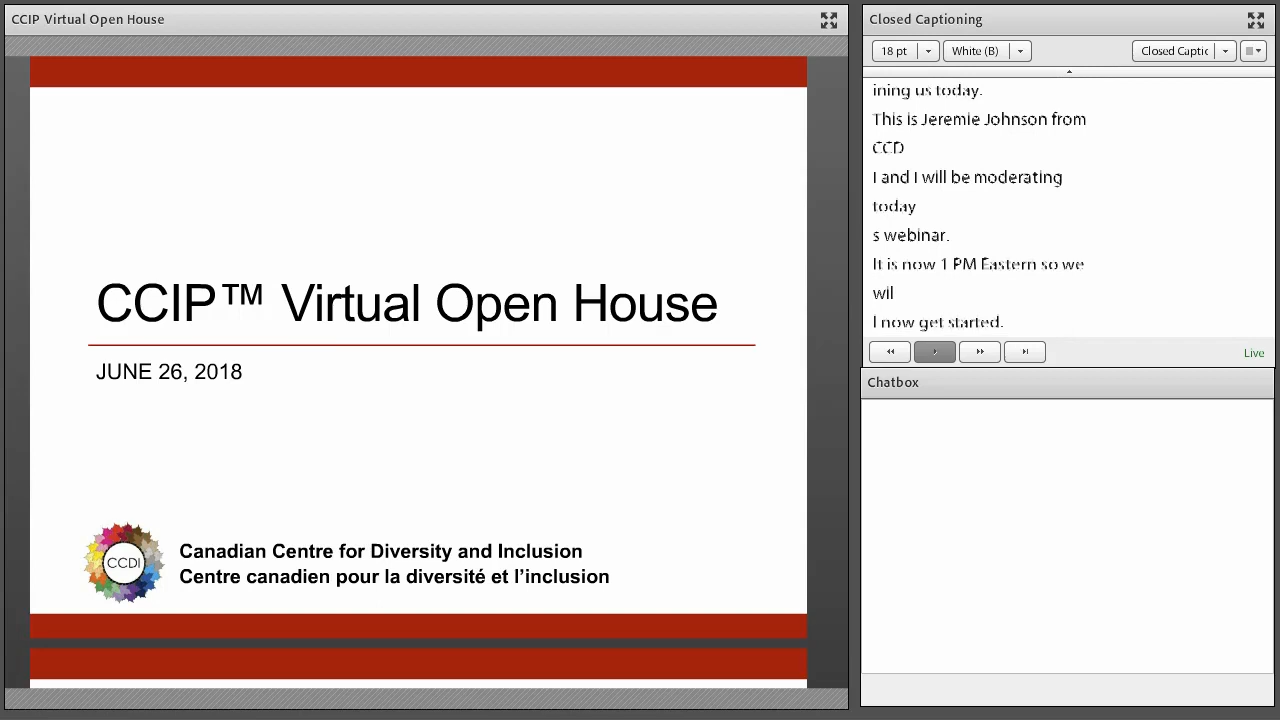 CCIP Virtual Open House
CCIP™ Virtual Open House
JUNE 26, 2018
CCDI
Canadian Centre for Diversity and Inclusion
Centre canadien pour la diversité et l'inclusion
Closed Captioning
18 pt
White (B)
Closed Captic
ining us today.
This is Jeremie Johnson from
CCD
I and I will be moderating
today
s webinar.
It is now 1 PM Eastern so we
wil
l now get started.
Live
Chatbox